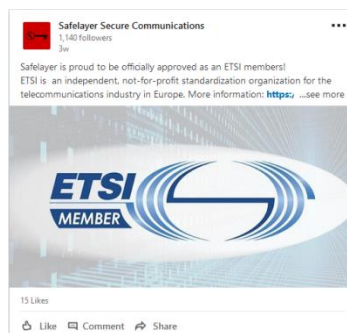 Safelayer Secure Communications
1,140 followers
3w
Safelayer is proud to be officially approved as an ETSI members!
ETSI is an independent, not-for-profit standardization organization for the
telecommunications industry in Europe. More information: https:/ ...see more
ETSI
MEMBER
15 Likes
Like Comment Share